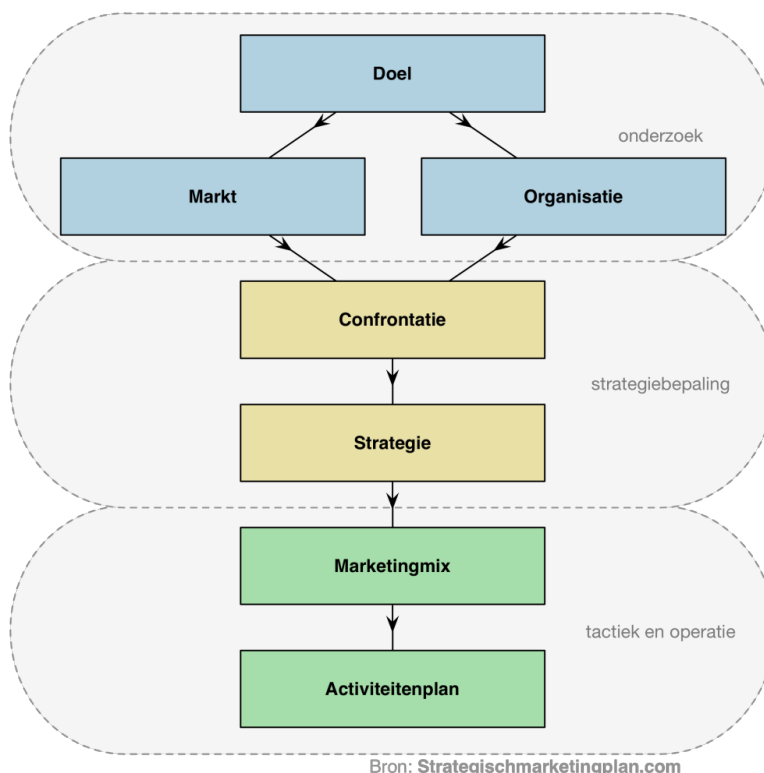 Doel
onderzoek
Markt
Organisatie
Confrontatie
strategiebepaling
Strategie
Marketingmix
tactiek en operatie
Activiteitenplan
Bron: Strategischmarketingplan.com